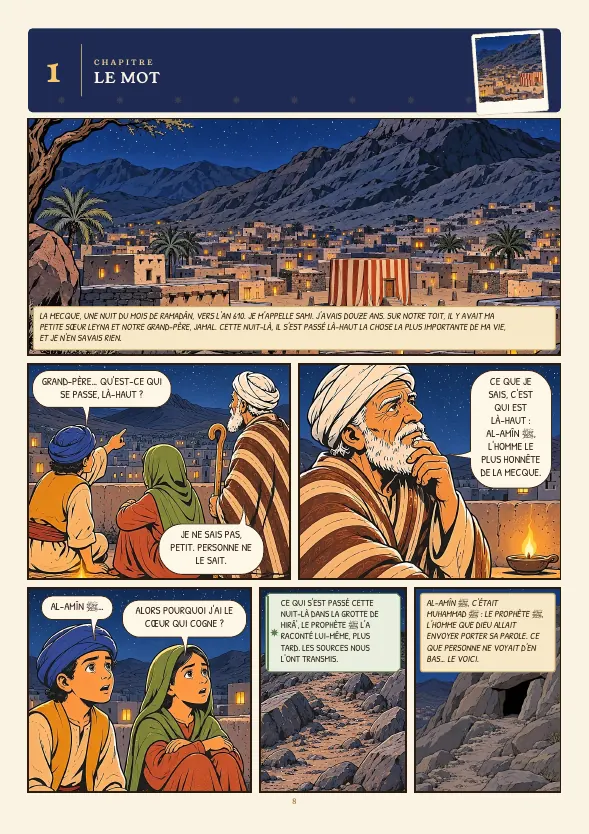 1
CHAPITRE
LE MOT
LA MECQUE, UNE NUIT DU MOIS DE RAMADÂN, VERS L'AN 610. JE M'APPELLE SAMI. J'AVAIS DOUZE ANS. SUR NOTRE TOIT, IL Y AVAIT MA
PETITE SŒUR LEYNA ET NOTRE GRAND-PÈRE, JAMAL. CETTE NUIT-LÀ, IL S'EST PASSÉ LÀ-HAUT LA CHOSE LA PLUS IMPORTANTE DE MA VIE,
ET JE N'EN SAVAIS RIEN.
GRAND-PÈRE... QU'EST-CE QUI
SE PASSE, LÀ-HAUT ?
JE NE SAIS PAS,
PETIT. PERSONNE NE
LE SAIT.
CE QUE JE
SAIS, C'EST
QUI EST
LÀ-HAUT :
AL-AMÎN ﷺ,
L'HOMME LE
PLUS HONNÊTE
DE LA MECQUE.
AL-AMÎN ﷺ...
ALORS POURQUOI J'AI LE
CŒUR QUI COGNE ?
CE QUI S'EST PASSÉ CETTE
NUIT-LÀ DANS LA GROTTE DE
HIRÂ', LE PROPHÈTE ﷺ L'A
RACONTÉ LUI-MÊME, PLUS
TARD. LES SOURCES NOUS
L'ONT TRANSMIS.
AL-AMÎN ﷺ, C'ÉTAIT
MUHAMMAD ﷺ : LE PROPHÈTE ﷺ,
L'HOMME QUE DIEU ALLAIT
ENVOYER PORTER SA PAROLE. CE
QUE PERSONNE NE VOYAIT D'EN
BAS... LE VOICI.
8